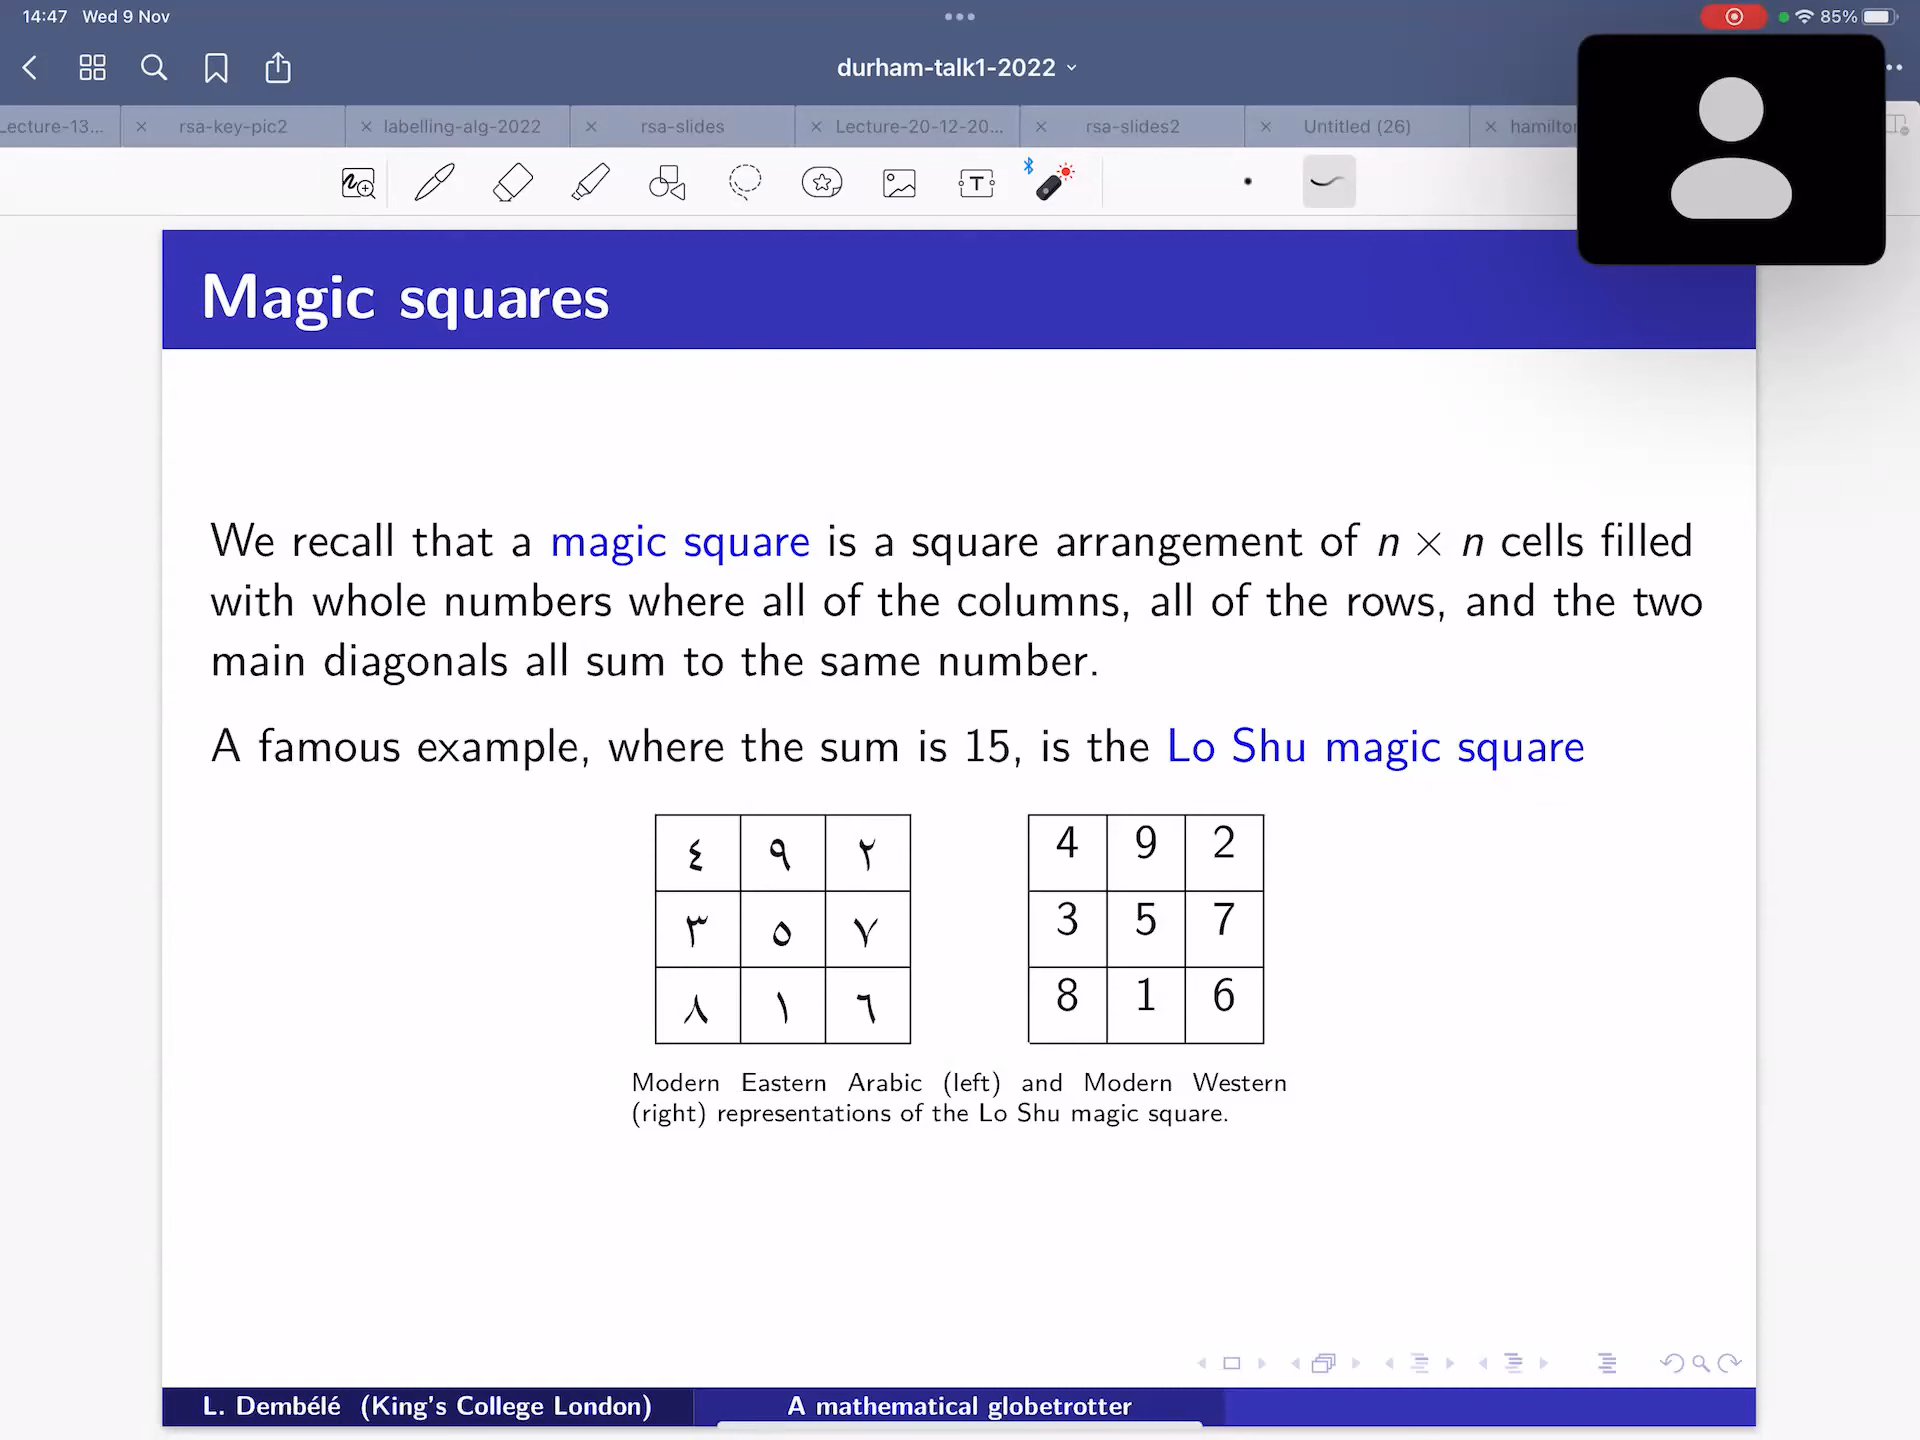 14:47 Wed 9 Nov
85%
durham-talk1-2022
Lecture-13... rsa-key-pic2 labelling-alg-2022 rsa-slides Lecture-20-12-20... rsa-slides2 Untitled (26)
T
Magic squares
We recall that a magic square is a square arrangement of n × n cells filled
with whole numbers where all of the columns, all of the rows, and the two
main diagonals all sum to the same number.
A famous example, where the sum is 15, is the Lo Shu magic square
٤ ٩ ٢
٣ ٥ ٧
٨ ١ ٦
4 9 2
3 5 7
8 1 6
Modern Eastern Arabic (left) and Modern Western
(right) representations of the Lo Shu magic square.
L. Dembélé (King's College London) A mathematical globetrotter